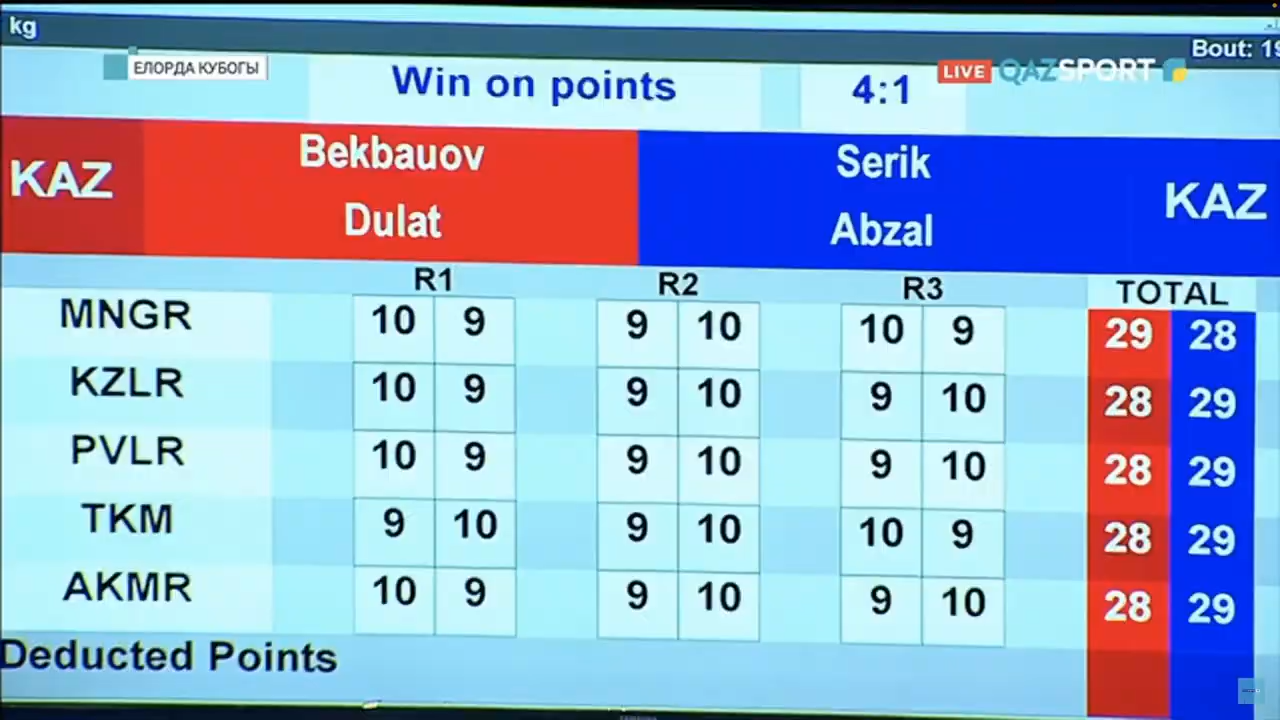 kg
Bout: 19
ЕЛОРДА КУБОГЫ
LIVE QAZSPORT
Win on points 4:1
KAZ
Bekbauov
Dulat
Serik
Abzal
KAZ
R1 R2 R3 TOTAL
MNGR 10 9 9 10 10 9 29 28
KZLR 10 9 9 10 9 10 28 29
PVLR 10 9 9 10 9 10 28 29
TKM 9 10 9 10 10 9 28 29
AKMR 10 9 9 10 9 10 28 29
Deducted Points